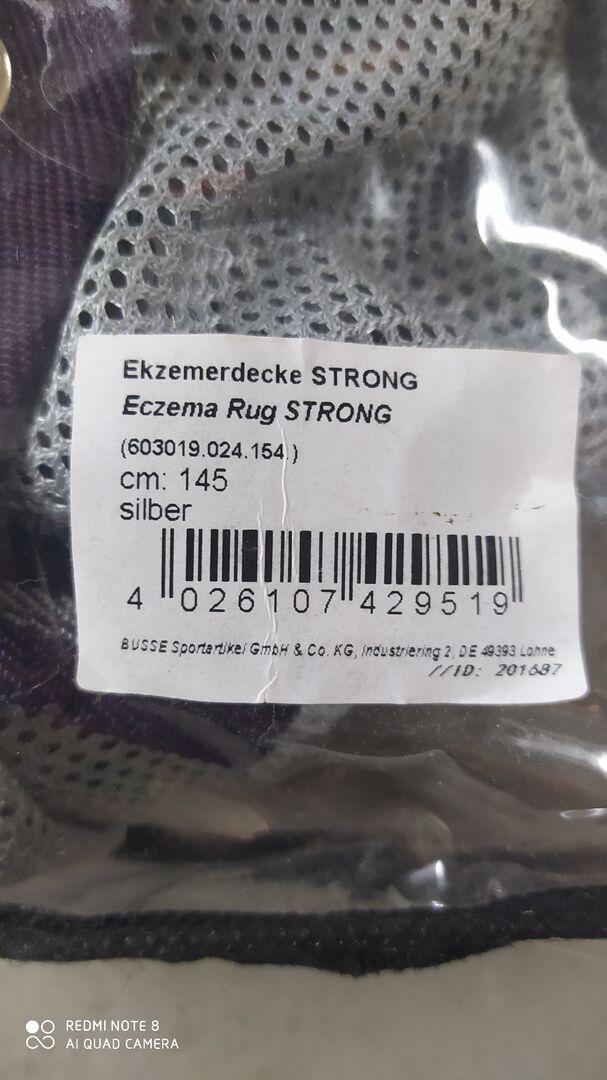 Ekzemerdecke STRONG
Eczema Rug STRONG
(603019.024.154.)
cm: 145
silber
4 026107 429519
BUSSE Sportartikel GmbH & Co. KG, Industriering 2, DE 49393 Lohne
//ID: 201687
REDMI NOTE 8
AI QUAD CAMERA